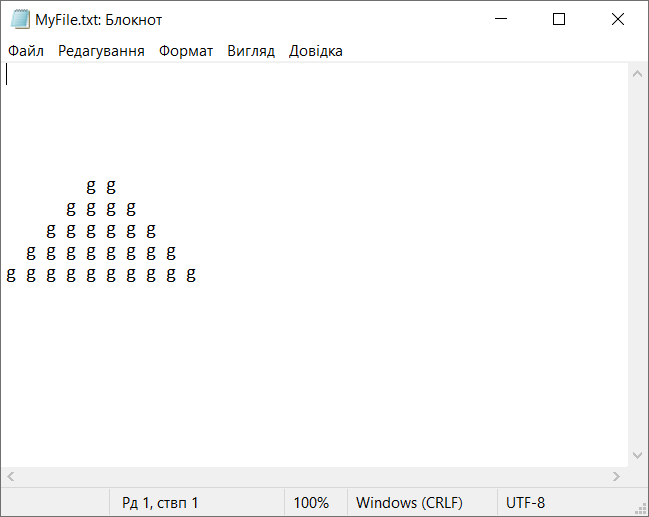 MyFile.txt: Блокнот
Файл Редагування Формат Вигляд Довідка
g g
g g g g
g g g g g g
g g g g g g g g
g g g g g g g g g g
Рд 1, ствп 1 100% Windows (CRLF) UTF-8